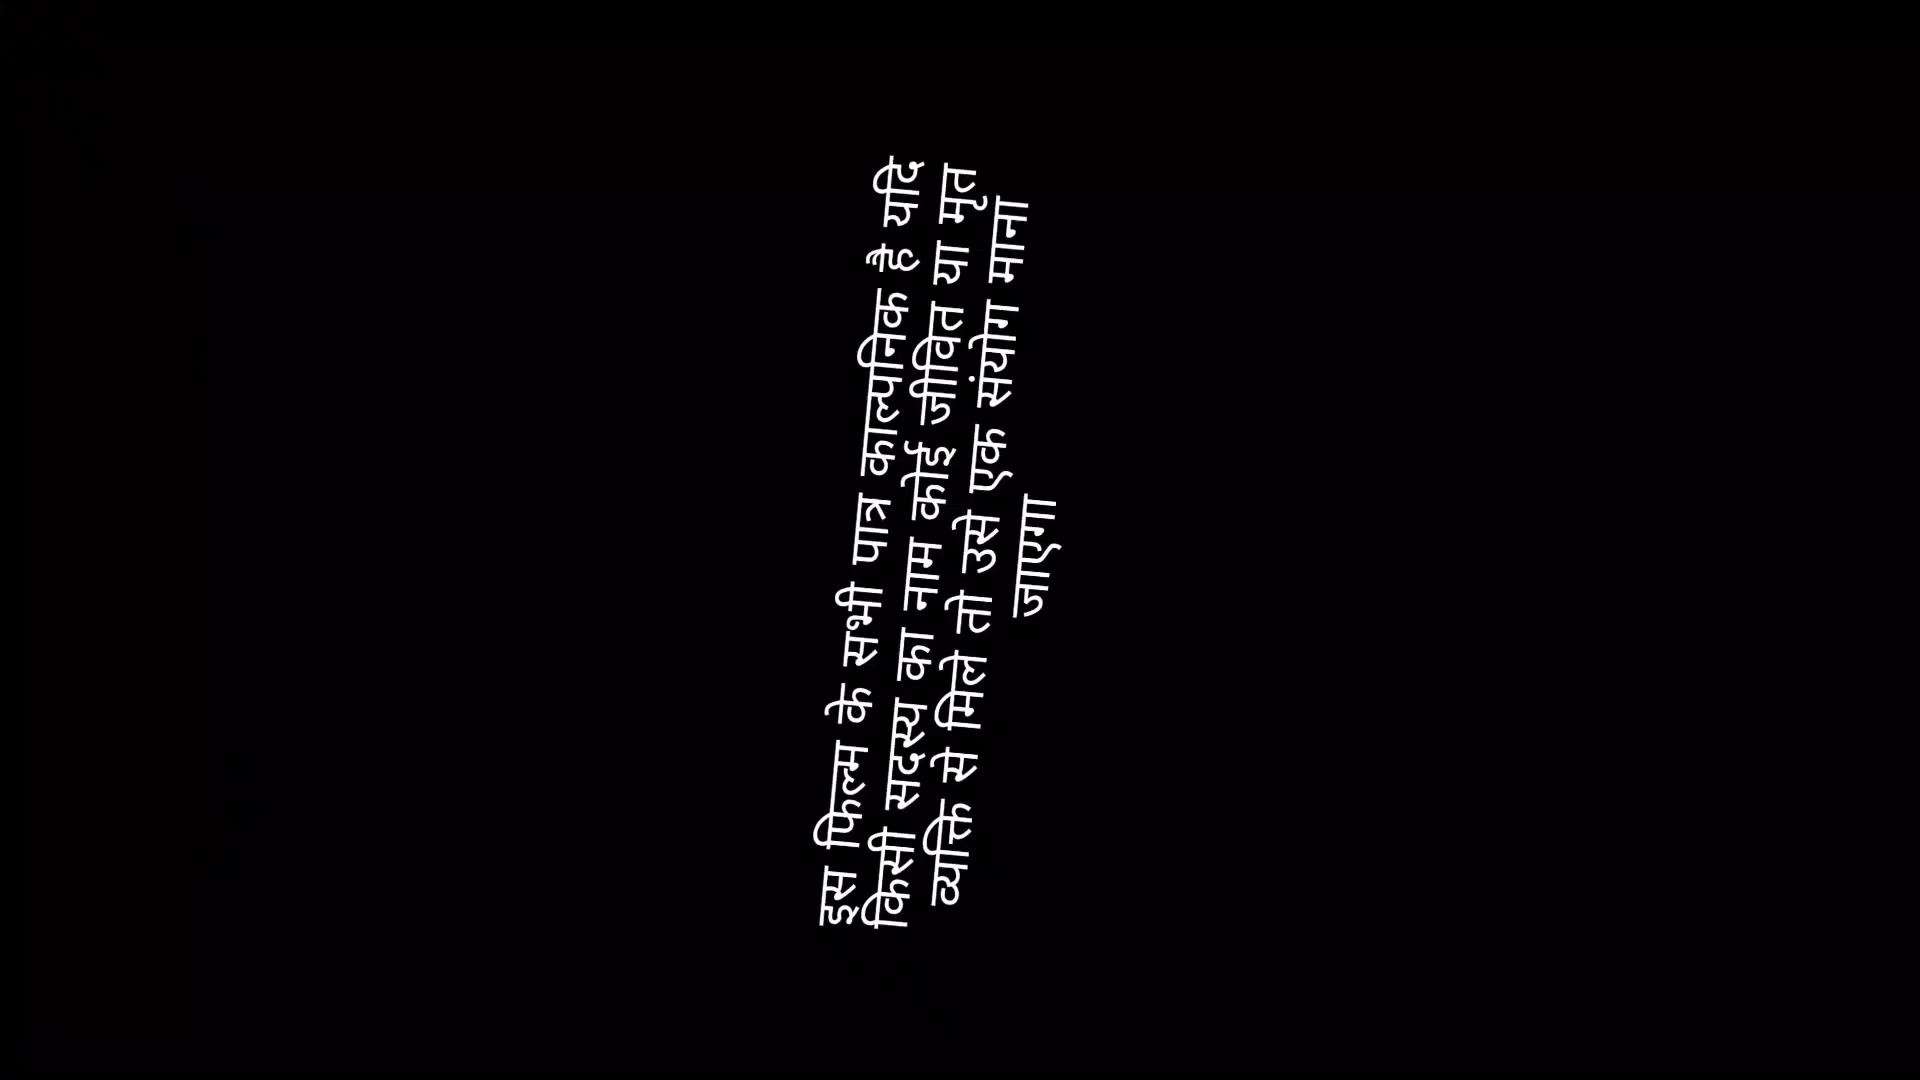 इस फिल्म के सभी पात्र काल्पनिक है यदि
किसी सदस्य का नाम कोई जीवित या मृत
व्यक्ति से मिले तो उसे एक संयोग माना
जाएगा